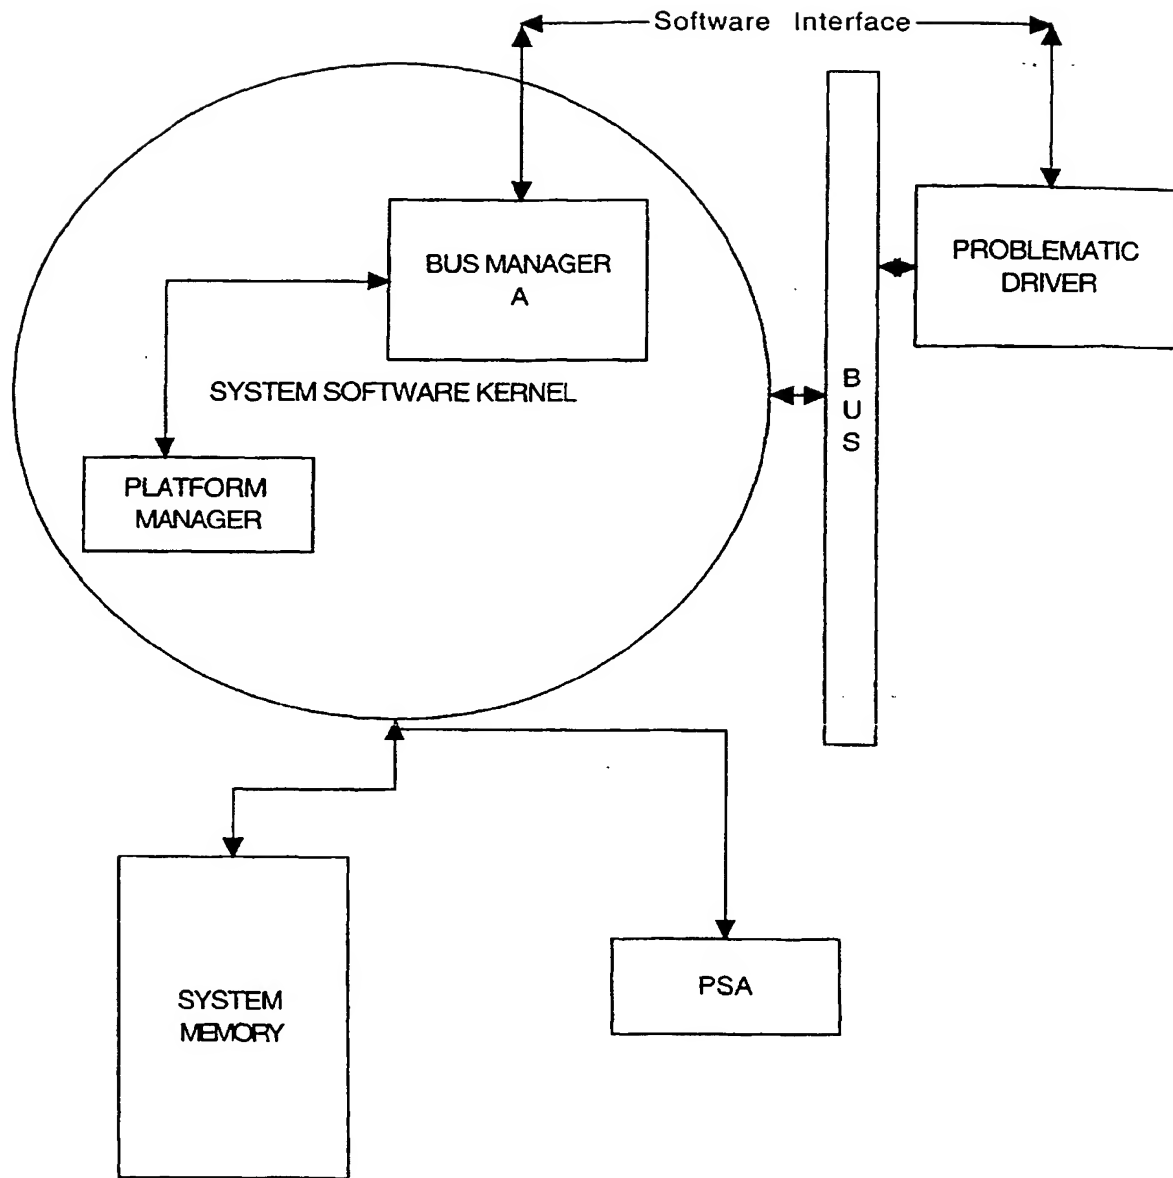 Software Interface
BUS MANAGER
A
PROBLEMATIC
DRIVER
SYSTEM SOFTWARE KERNEL
B
U
S
PLATFORM
MANAGER
SYSTEM
MEMORY
PSA